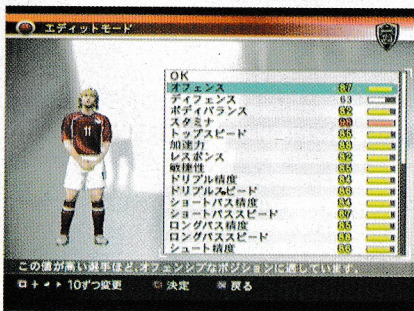 エディットモード
OK
オフェンス 87
ディフェンス 63
ボディバランス 82
スタミナ
トップスピード
加速力
レスポンス 82
敏捷性
ドリブル精度
ドリブルスピード
ショートパス精度
ショートパススピード 87
ロングパス精度
ロングパススピード
シュート精度
11
この値が高い選手ほど、オフェンシブなポジションに適しています。
10ずつ変更 決定 戻る